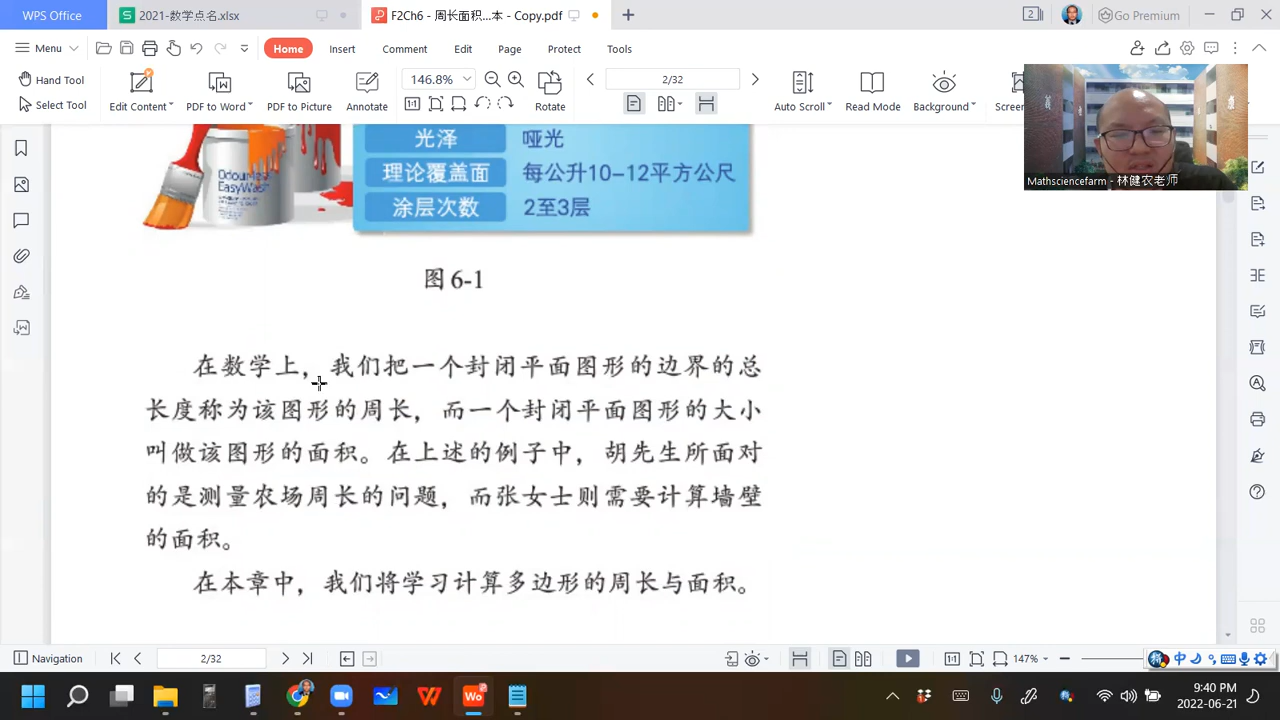 WPS Office
2021-数学点名.xlsx
F2Ch6 - 周长面积...本 - Copy.pdf
Go Premium
Menu
Home
Insert
Comment
Edit
Page
Protect
Tools
Hand Tool
Select Tool
Edit Content
PDF to Word
PDF to Picture
Annotate
146.8%
Rotate
2/32
Auto Scroll
Read Mode
Background
Screen
Mathsciencefarm - 林健农老师
OdourLess
EasyWash
光泽 哑光
理论覆盖面 每公升10-12平方公尺
涂层次数 2至3层
图 6-1
在数学上，我们把一个封闭平面图形的边界的总
长度称为该图形的周长，而一个封闭平面图形的大小
叫做该图形的面积。在上述的例子中，胡先生所面对
的是测量农场周长的问题，而张女士则需要计算墙壁
的面积。
在本章中，我们将学习计算多边形的周长与面积。
Navigation
2/32
147%
中
9:40 PM
2022-06-21